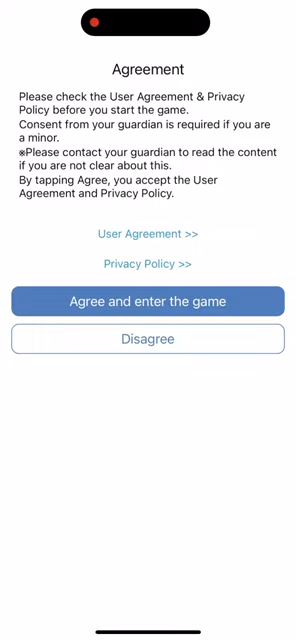 Agreement
Please check the User Agreement & Privacy
Policy before you start the game.
Consent from your guardian is required if you are
a minor.
※Please contact your guardian to read the content
if you are not clear about this.
By tapping Agree, you accept the User
Agreement and Privacy Policy.
User Agreement >>
Privacy Policy >>
Agree and enter the game
Disagree